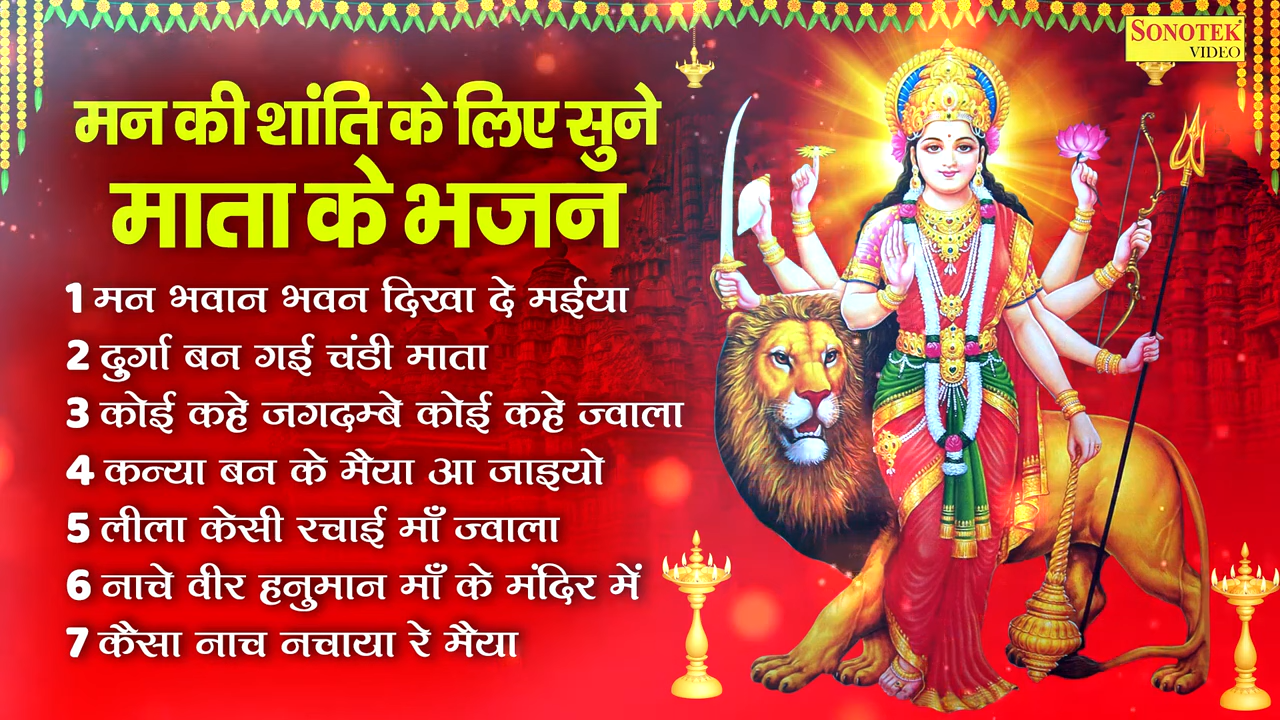 SONOTEK
VIDEO
मन की शांति के लिए सुने
माता के भजन
1 मन भवान भवन दिखा दे मईया
2 दुर्गा बन गई चंडी माता
3 कोई कहे जगदम्बे कोई कहे ज्वाला
4 कन्या बन के मैया आ जाइयो
5 लीला केसी रचाई माँ ज्वाला
6 नाचे वीर हनुमान माँ के मंदिर में
7 कैसा नाच नचाया रे मैया